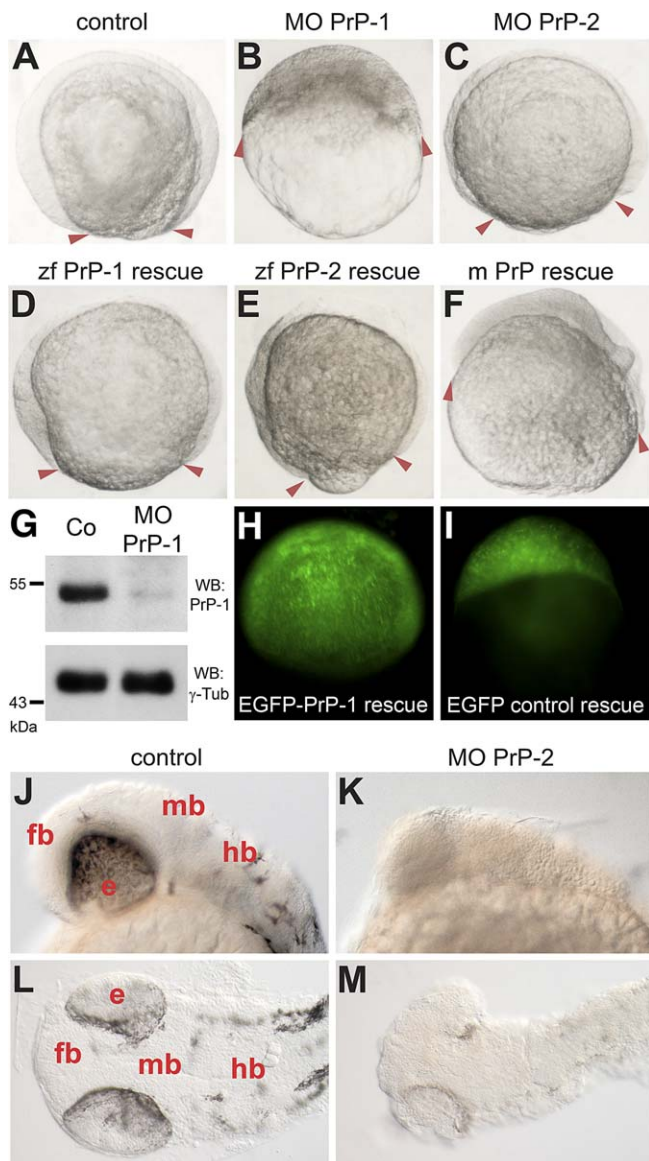 control MO PrP-1 MO PrP-2
A B C
zf PrP-1 rescue zf PrP-2 rescue m PrP rescue
D E F
G Co MO PrP-1
55
WB: PrP-1
WB: γ-Tub
43
kDa
H EGFP-PrP-1 rescue
I EGFP control rescue
control MO PrP-2
J fb mb hb e
K
L e fb mb hb
M